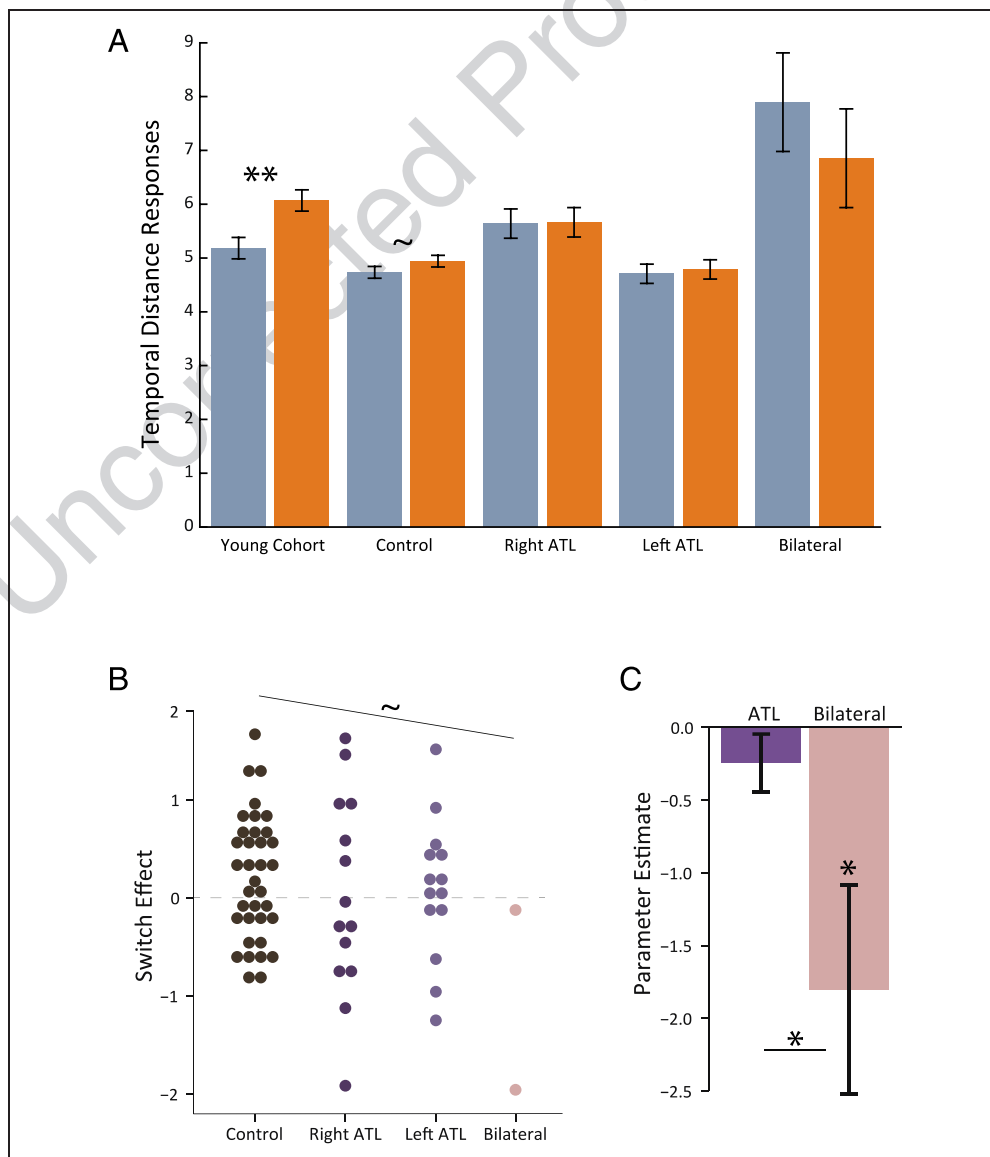 Uncorrected Proof
A
Temporal Distance Responses
9
8
7
6
5
4
3
2
1
0
**
~
Young Cohort Control Right ATL Left ATL Bilateral
B
Switch Effect
2
1
0
−1
−2
~
Control Right ATL Left ATL Bilateral
C
ATL Bilateral
Parameter Estimate
0.0
−0.5
−1.0
−1.5
−2.0
−2.5
*
*